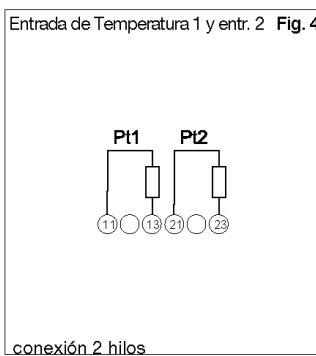 Entrada de Temperatura 1 y entr. 2 Fig. 4
Pt1 Pt2
11 13 21 23
conexión 2 hilos